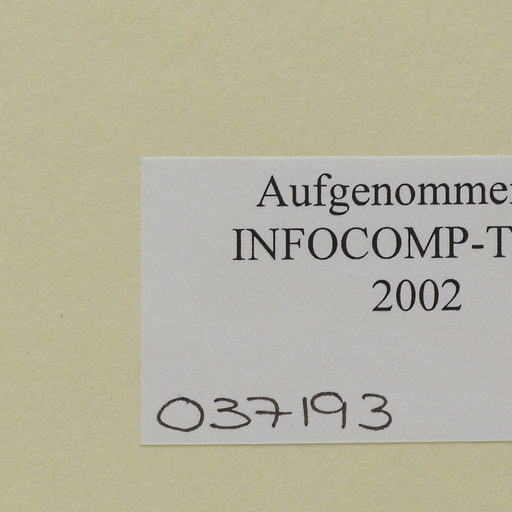 Aufgenommen
INFOCOMP-T
2002
037193